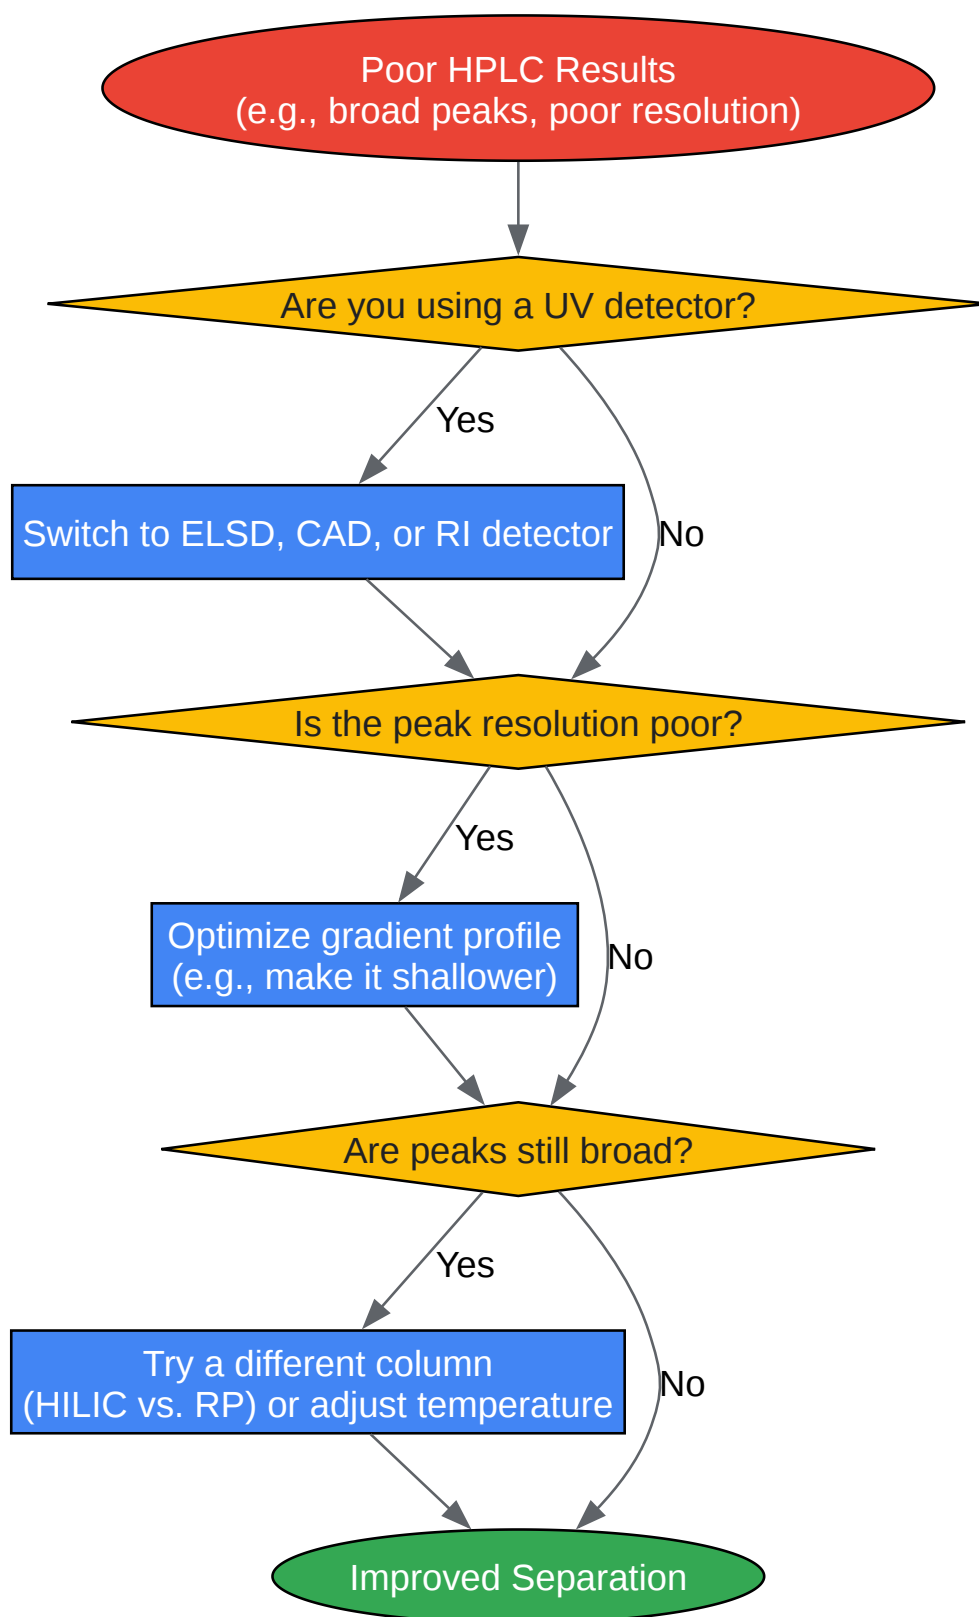 Poor HPLC Results
(e.g., broad peaks, poor resolution)
Are you using a UV detector?
Yes
Switch to ELSD, CAD, or RI detector
No
Is the peak resolution poor?
Yes
Optimize gradient profile
(e.g., make it shallower)
No
Are peaks still broad?
Yes
Try a different column
(HILIC vs. RP) or adjust temperature
No
Improved Separation